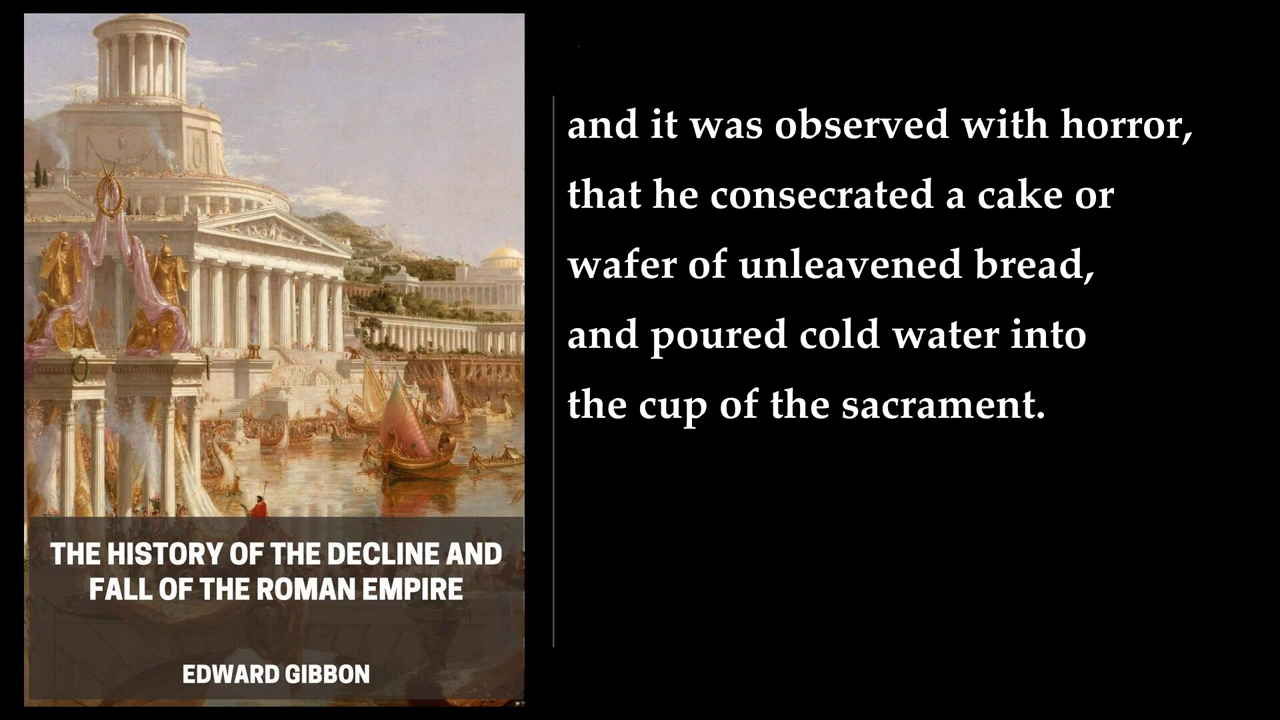 and it was observed with horror,
that he consecrated a cake or
wafer of unleavened bread,
and poured cold water into
the cup of the sacrament.
THE HISTORY OF THE DECLINE AND
FALL OF THE ROMAN EMPIRE
EDWARD GIBBON